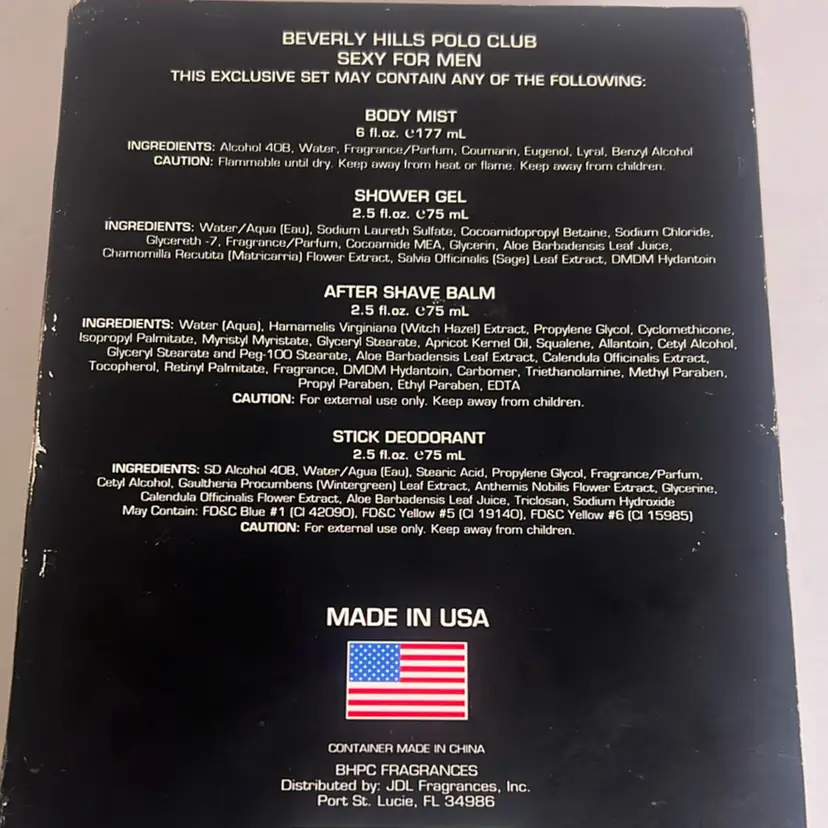 BEVERLY HILLS POLO CLUB
SEXY FOR MEN
THIS EXCLUSIVE SET MAY CONTAIN ANY OF THE FOLLOWING:
BODY MIST
6 fl.oz. ℮177 mL
INGREDIENTS: Alcohol 40B, Water, Fragrance/Parfum, Coumarin, Eugenol, Lyral, Benzyl Alcohol
CAUTION: Flammable until dry. Keep away from heat or flame. Keep away from children.
SHOWER GEL
2.5 fl.oz. ℮75 mL
INGREDIENTS: Water/Aqua (Eau), Sodium Laureth Sulfate, Cocoamidopropyl Betaine, Sodium Chloride,
Glycereth -7, Fragrance/Parfum, Cocoamide MEA, Glycerin, Aloe Barbadensis Leaf Juice,
Chamomilla Recutita (Matricarria) Flower Extract, Salvia Officinalis (Sage) Leaf Extract, DMDM Hydantoin
AFTER SHAVE BALM
2.5 fl.oz. ℮75 mL
INGREDIENTS: Water (Aqua), Hamamelis Virginiana (Witch Hazel) Extract, Propylene Glycol, Cyclomethicone,
Isopropyl Palmitate, Myristyl Myristate, Glyceryl Stearate, Apricot Kernel Oil, Squalene, Allantoin, Cetyl Alcohol,
Glyceryl Stearate and Peg-100 Stearate, Aloe Barbadensis Leaf Extract, Calendula Officinalis Extract,
Tocopherol, Retinyl Palmitate, Fragrance, DMDM Hydantoin, Carbomer, Triethanolamine, Methyl Paraben,
Propyl Paraben, Ethyl Paraben, EDTA
CAUTION: For external use only. Keep away from children.
STICK DEODORANT
2.5 fl.oz. ℮75 mL
INGREDIENTS: SD Alcohol 40B, Water/Agua (Eau), Stearic Acid, Propylene Glycol, Fragrance/Parfum,
Cetyl Alcohol, Gaultheria Procumbens (Wintergreen) Leaf Extract, Anthemis Nobilis Flower Extract, Glycerine,
Calendula Officinalis Flower Extract, Aloe Barbadensis Leaf Juice, Triclosan, Sodium Hydroxide
May Contain: FD&C Blue #1 (CI 42090), FD&C Yellow #5 (CI 19140), FD&C Yellow #6 (CI 15985)
CAUTION: For external use only. Keep away from children.
MADE IN USA
CONTAINER MADE IN CHINA
BHPC FRAGRANCES
Distributed by: JDL Fragrances, Inc.
Port St. Lucie, FL 34986